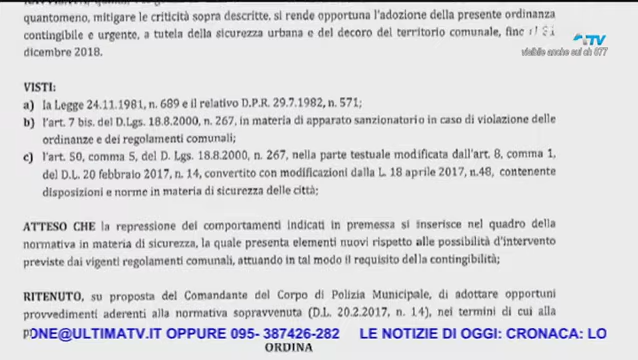 quantomeno, mitigare le criticità sopra descritte, si rende opportuna l'adozione della presente ordinanza
contingibile e urgente, a tutela della sicurezza urbana e del decoro del territorio comunale, fino
dicembre 2018.
TV
visibile anche sul ch 877
VISTI:
a) la Legge 24.11.1981, n. 689 e il relativo D.P.R. 29.7.1982, n. 571;
b) l'art. 7 bis. del D.Lgs. 18.8.2000, n. 267, in materia di apparato sanzionatorio in caso di violazione delle
ordinanze e dei regolamenti comunali;
c) l'art. 50, comma 5, del D. Lgs. 18.8.2000, n. 267, nella parte testuale modificata dall'art. 8, comma 1,
del D.L. 20 febbraio 2017, n. 14, convertito con modificazioni dalla L. 18 aprile 2017, n.48, contenente
disposizioni e norme in materia di sicurezza delle città;
ATTESO CHE la repressione dei comportamenti indicati in premessa si inserisce nel quadro della
normativa in materia di sicurezza, la quale presenta elementi nuovi rispetto alle possibilità d'intervento
previste dai vigenti regolamenti comunali, attuando in tal modo il requisito della contingibilità;
RITENUTO, su proposta del Comandante del Corpo di Polizia Municipale, di adottare opportuni
provvedimenti aderenti alla normativa sopravvenuta (D.L. 20.2.2017, n. 14), nei termini di cui alla
ONE@ULTIMATV.IT OPPURE 095- 387426-282 LE NOTIZIE DI OGGI: CRONACA: LO
ORDINA